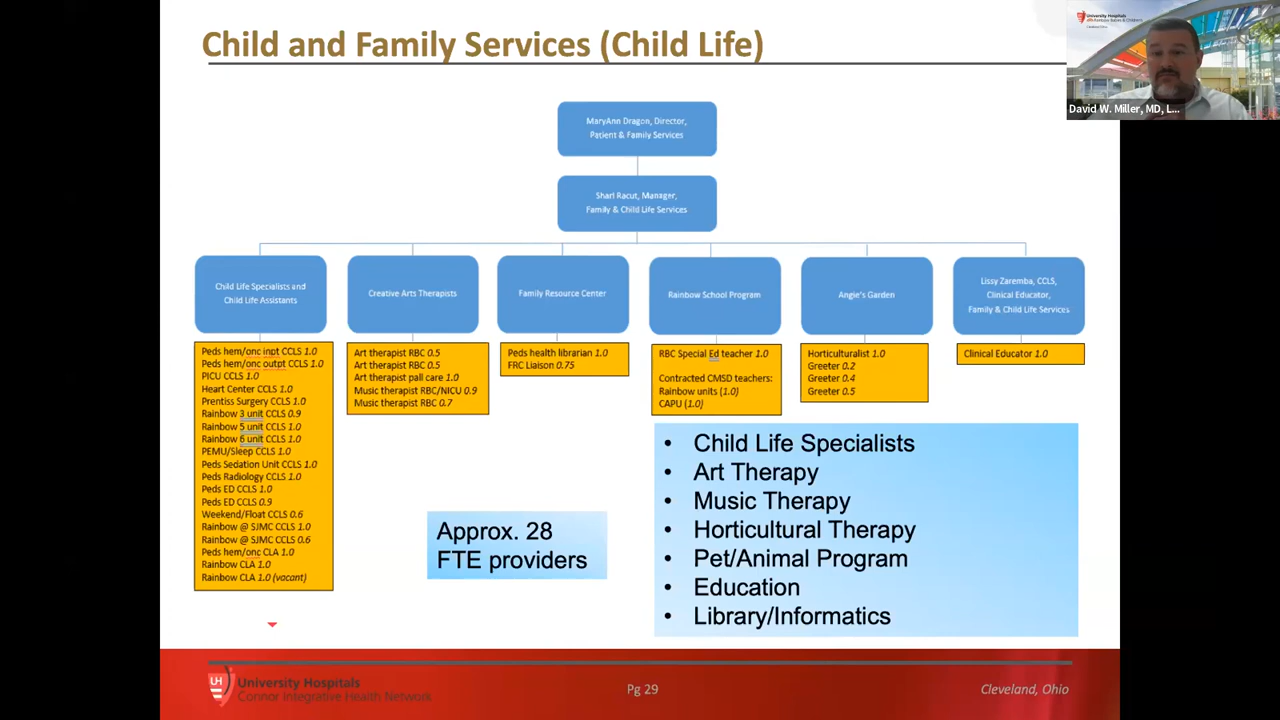 Child and Family Services (Child Life)
University Hospitals
David W. Miller, MD, L...
MaryAnn Dragon, Director,
Patient & Family Services
Shari Racut, Manager,
Family & Child Life Services
Child Life Specialists and
Child Life Assistants
Creative Arts Therapists
Family Resource Center
Rainbow School Program
Angie's Garden
Lissy Zaremba, CCLS,
Clinical Educator,
Family & Child Life Services
Peds hem/onc inpt CCLS 1.0
Peds hem/onc outpt CCLS 1.0
PICU CCLS 1.0
Heart Center CCLS 1.0
Prentiss Surgery CCLS 1.0
Rainbow 3 unit CCLS 0.9
Rainbow 5 unit CCLS 1.0
Rainbow 6 unit CCLS 1.0
PEMU/Sleep CCLS 1.0
Peds Sedation Unit CCLS 1.0
Peds Radiology CCLS 1.0
Peds ED CCLS 1.0
Peds ED CCLS 0.9
Weekend/Float CCLS 0.6
Rainbow @ SJMC CCLS 1.0
Rainbow @ SJMC CCLS 0.6
Peds hem/onc CLA 1.0
Rainbow CLA 1.0
Rainbow CLA 1.0 (vacant)
Art therapist RBC 0.5
Art therapist RBC 0.5
Art therapist pall care 1.0
Music therapist RBC/NICU 0.9
Music therapist RBC 0.7
Peds health librarian 1.0
FRC Liaison 0.75
RBC Special Ed teacher 1.0
Contracted CMSD teachers:
Rainbow units (1.0)
CAPU (1.0)
Horticulturalist 1.0
Greeter 0.2
Greeter 0.4
Greeter 0.5
Clinical Educator 1.0
Approx. 28
FTE providers
• Child Life Specialists
• Art Therapy
• Music Therapy
• Horticultural Therapy
• Pet/Animal Program
• Education
• Library/Informatics
UH
University Hospitals
Connor Integrative Health Network
Pg 29
Cleveland, Ohio